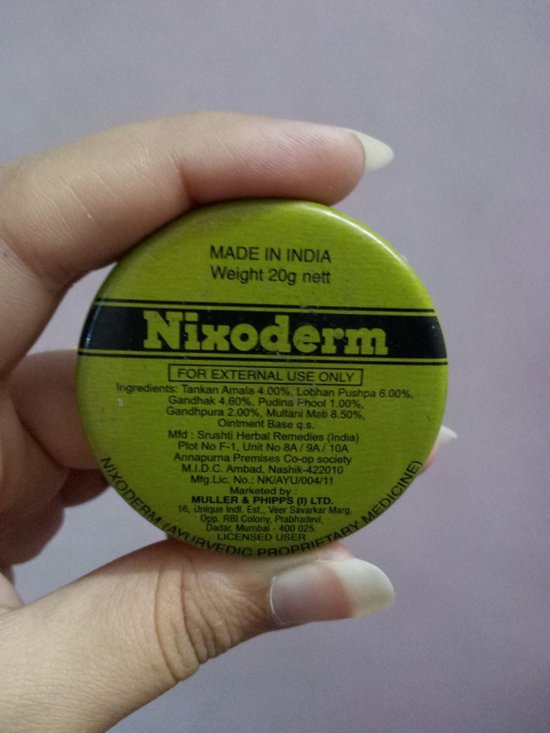 MADE IN INDIA
Weight 20g nett
Nixoderm
FOR EXTERNAL USE ONLY
Ingredients: Tankan Amala 4.00%, Lobhan Pushpa 6.00%,
Gandhak 4.60%, Pudina Phool 1.00%,
Gandhpura 2.00%, Multani Mati 8.50%,
Ointment Base q.s.
Mfd : Srushti Herbal Remedies (India)
Plot No F-1, Unit No 8A / 9A / 10A
Annapurna Premises Co-op society
M.I.D.C. Ambad, Nashik-422010
Mfg.Lic. No.: NK/AYU/004/11
Marketed by :
MULLER & PHIPPS (I) LTD.
16, Unique Indl. Est., Veer Savarkar Marg,
Opp. RBI Colony, Prabhadevi,
Dadar, Mumbai - 400 025.
LICENSED USER
NIXODERM (AYURVEDIC PROPRIETARY MEDICINE)